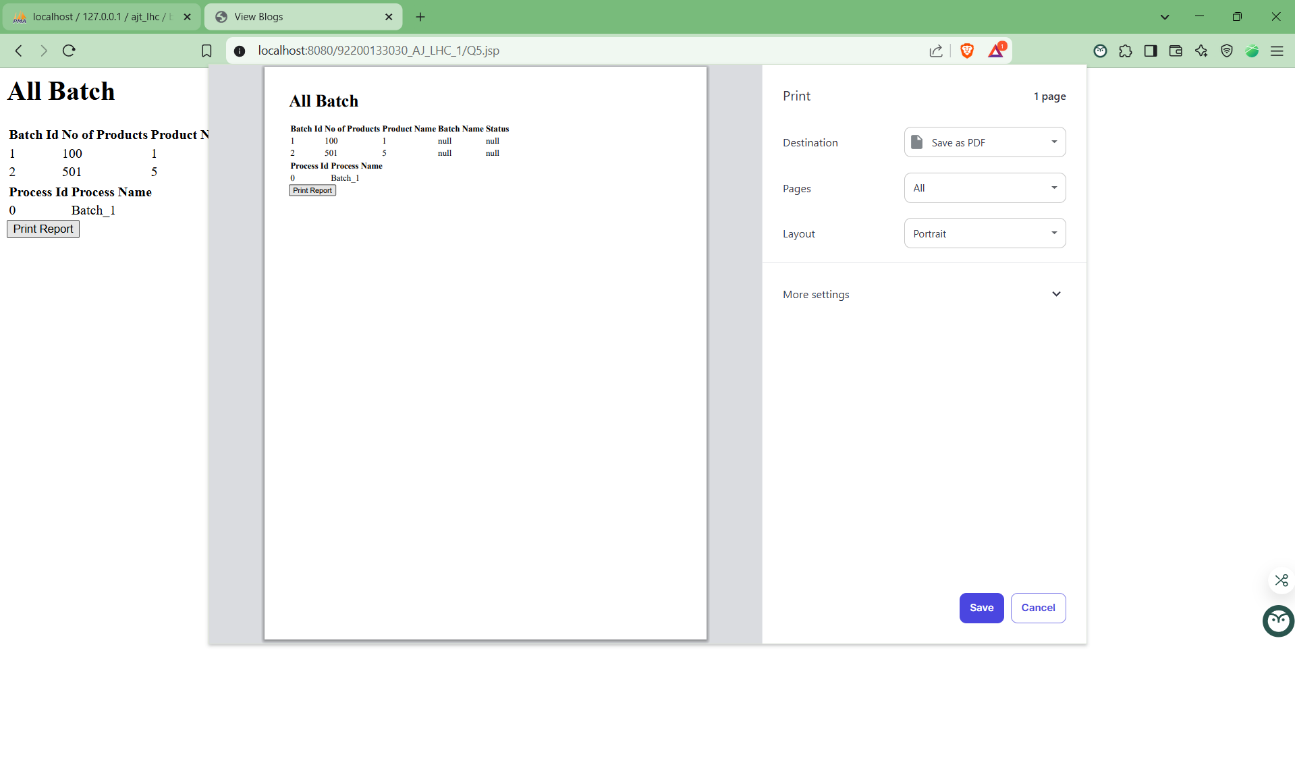 localhost / 127.0.0.1 / ajt_lhc / 
View Blogs
localhost:8080/92200133030_AJ_LHC_1/Q5.jsp
1
All Batch
Batch Id No of Products Product N
1 100 1
2 501 5
Process Id Process Name
0 Batch_1
Print Report
All Batch
Batch Id No of Products Product Name Batch Name Status
1 100 1 null null
2 501 5 null null
Process Id Process Name
0 Batch_1
Print Report
Print 1 page
Destination Save as PDF
Pages All
Layout Portrait
More settings
Save Cancel